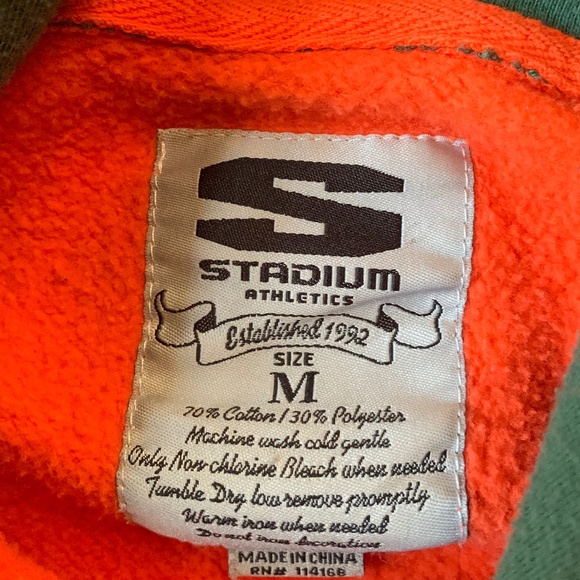 S
STADIUM
ATHLETICS
Established 1992
SIZE
M
70% Cotton / 30% Polyester
Machine wash cold gentle
Only Non-chlorine Bleach when needed
Tumble Dry low remove promptly
Warm iron when needed
Do not iron decoration
MADE IN CHINA
RN# 114168